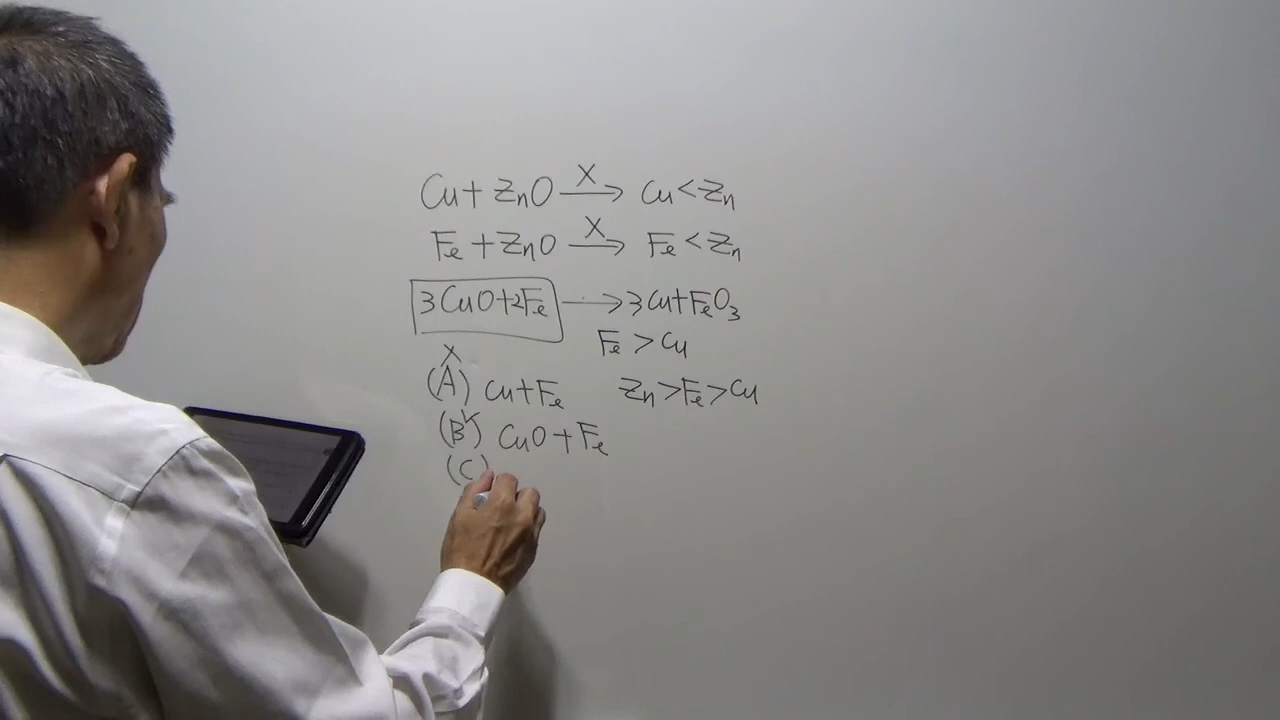 Cu + ZnO —X→ Cu < Zn
Fe + ZnO —X→ Fe < Zn
3CuO+2Fe —→ 3Cu+FeO₃
Fe > Cu
X
(A) Cu+Fe Zn>Fe>Cu
(B) ✓ CuO + Fe
(C)